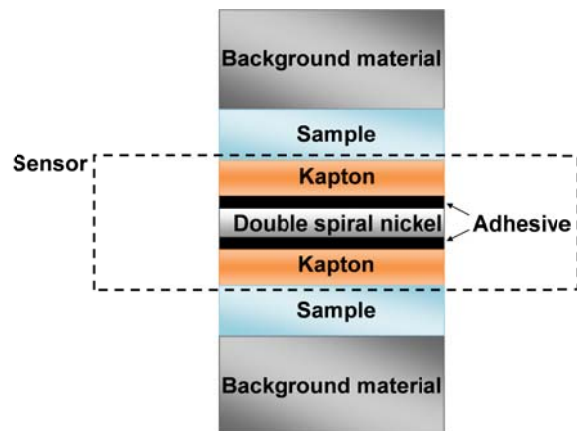 Background material
Sample
Sensor
Kapton
Double spiral nickel
Adhesive
Kapton
Sample
Background material